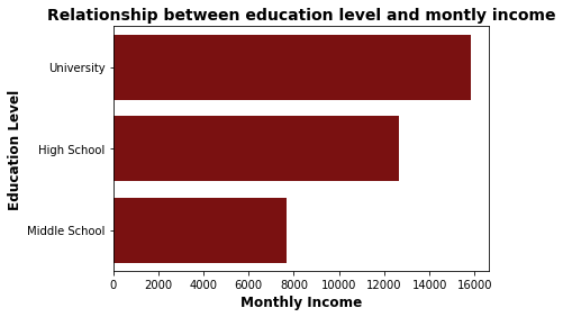 Relationship between education level and montly income
University
High School
Middle School
Education Level
0 2000 4000 6000 8000 10000 12000 14000 16000
Monthly Income